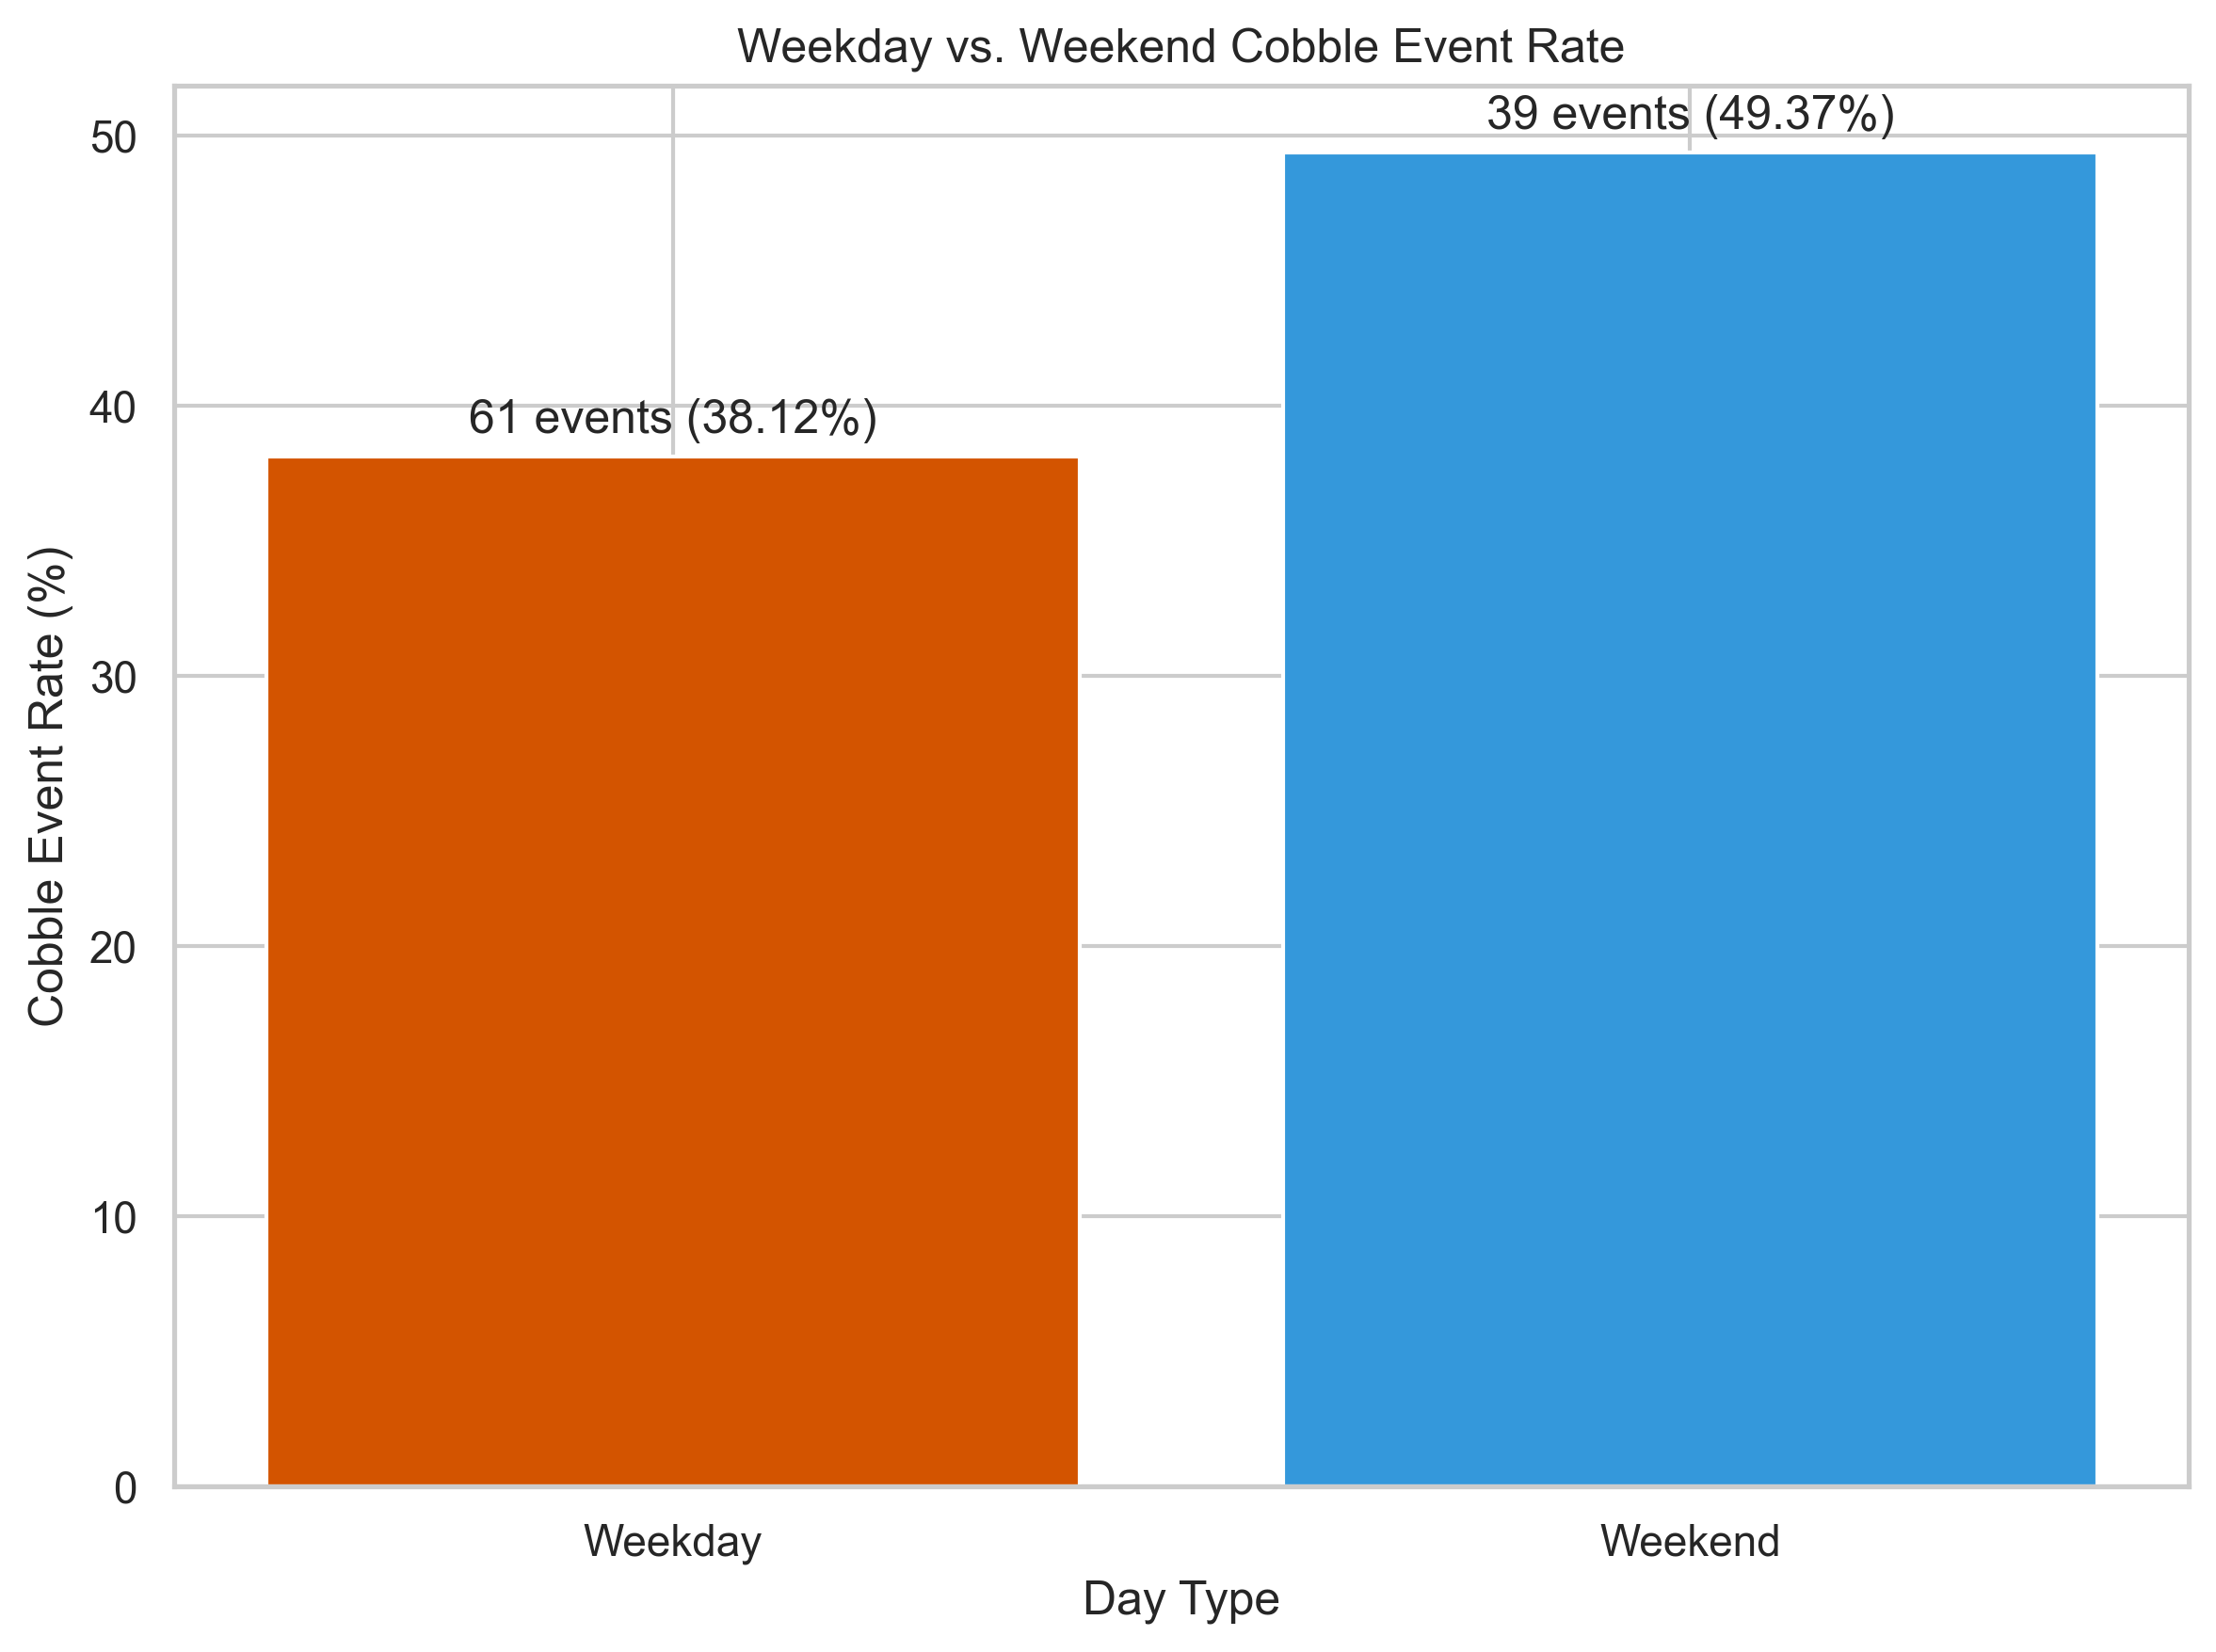 Weekday vs. Weekend Cobble Event Rate
39 events (49.37%)
50
61 events (38.12%)
40
30
20
10
0
Cobble Event Rate (%)
Weekday
Weekend
Day Type